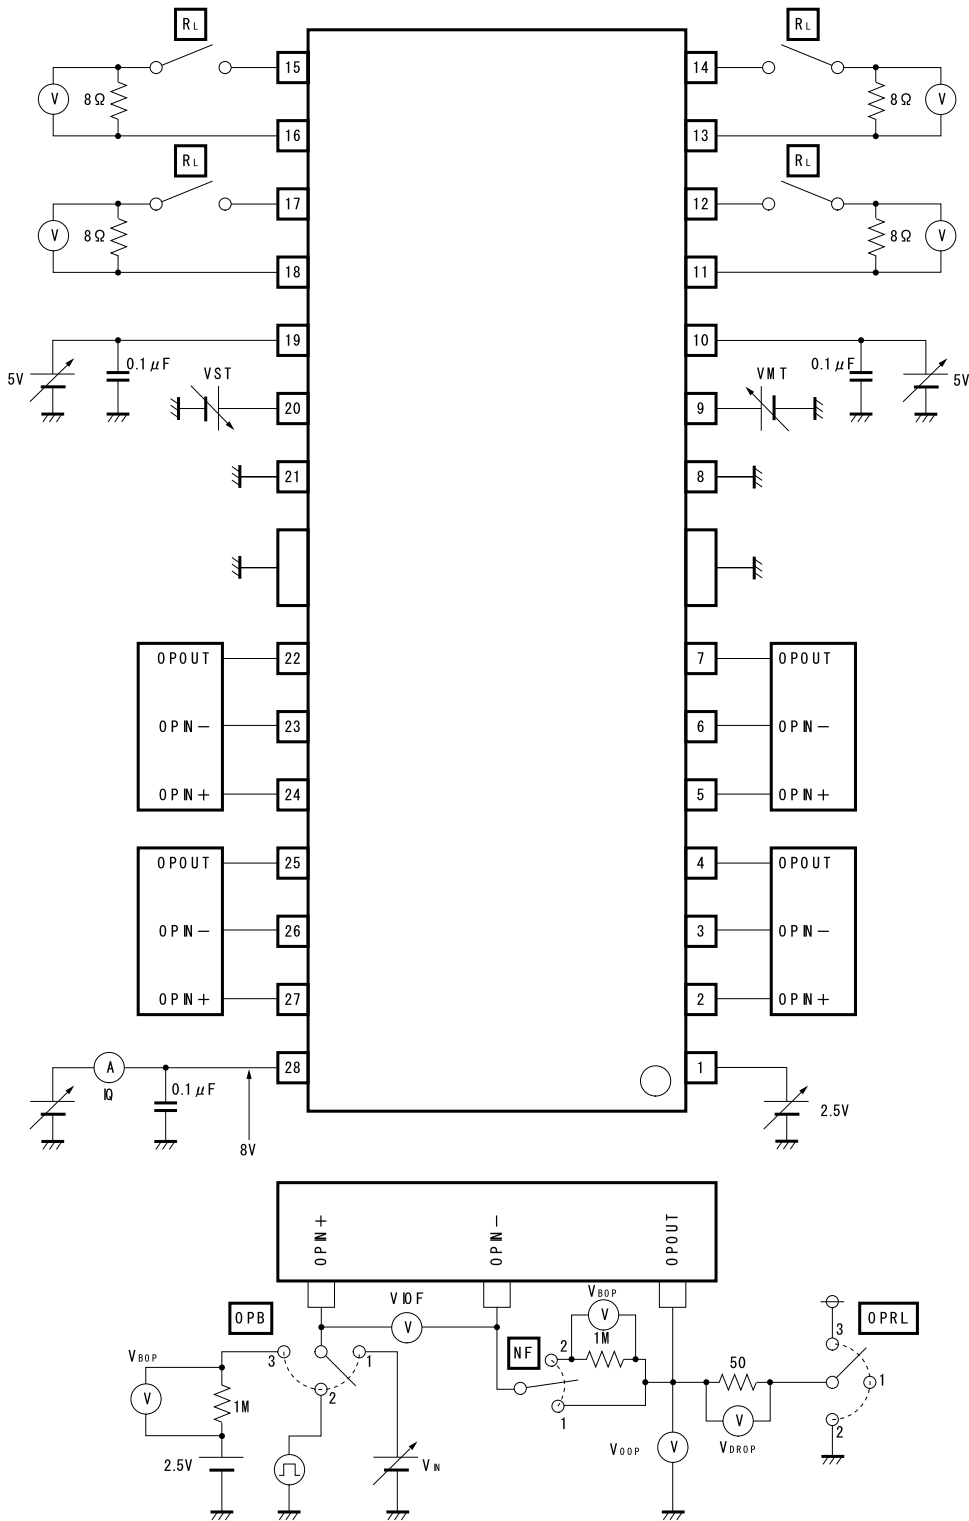 RL RL
15 14
V 8Ω 8Ω V
16 13
RL RL
17 12
V 8Ω 8Ω V
18 11
19 10
5V 0.1μF 0.1μF 5V
VST VMT
20 9
21 8
OPOUT 22 7 OPOUT
OPIN− 23 6 OPIN−
OPIN+ 24 5 OPIN+
OPOUT 25 4 OPOUT
OPIN− 26 3 OPIN−
OPIN+ 27 2 OPIN+
A 28 1
IQ 0.1μF 2.5V
8V
OPIN+ OPIN− OPOUT
OPB VIOF VBOP OPRL
V V
NF 2 1M 3
VBOP 3 1 50 1
V 2 1 V 2
1M VDROP
VOOP V
2.5V VIN